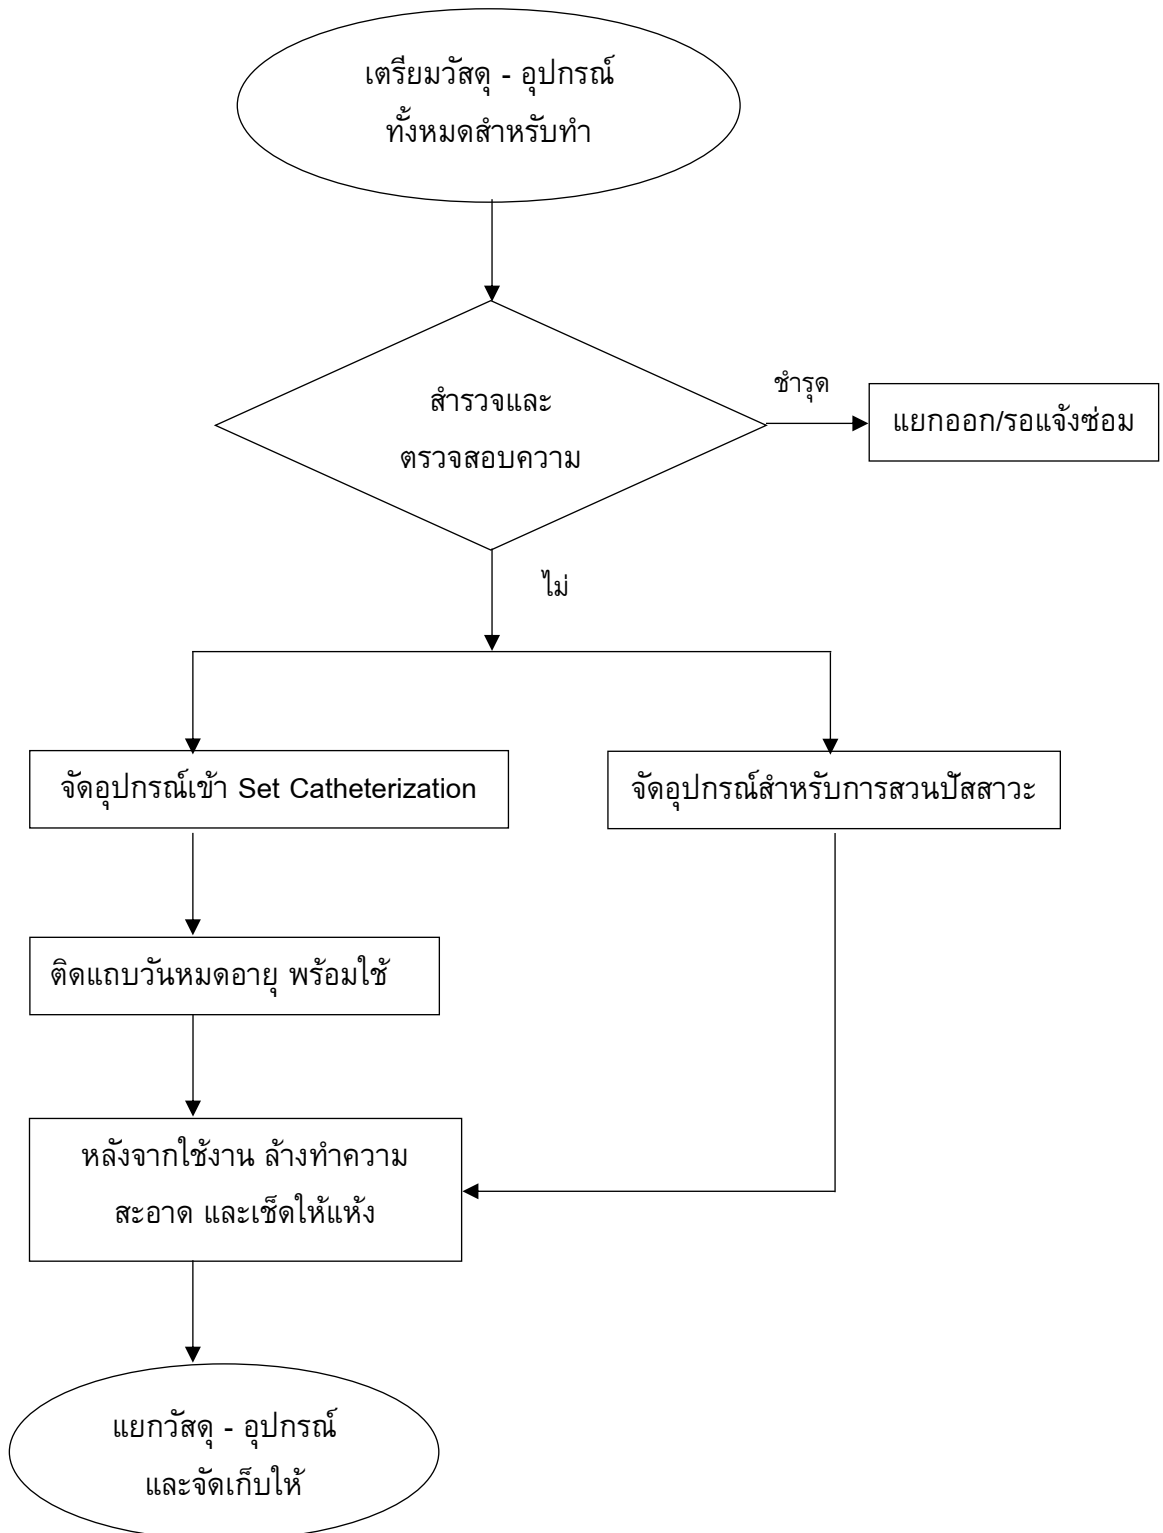 เตรียมวัสดุ - อุปกรณ์
ทั้งหมดสำหรับทำ
สำรวจและ
ตรวจสอบความ
ชำรุด
แยกออก/รอแจ้งซ่อม
ไม่
จัดอุปกรณ์เข้า Set Catheterization
จัดอุปกรณ์สำหรับการสวนปัสสาวะ
ติดแถบวันหมดอายุ พร้อมใช้
หลังจากใช้งาน ล้างทำความ
สะอาด และเช็ดให้แห้ง
แยกวัสดุ - อุปกรณ์
และจัดเก็บให้